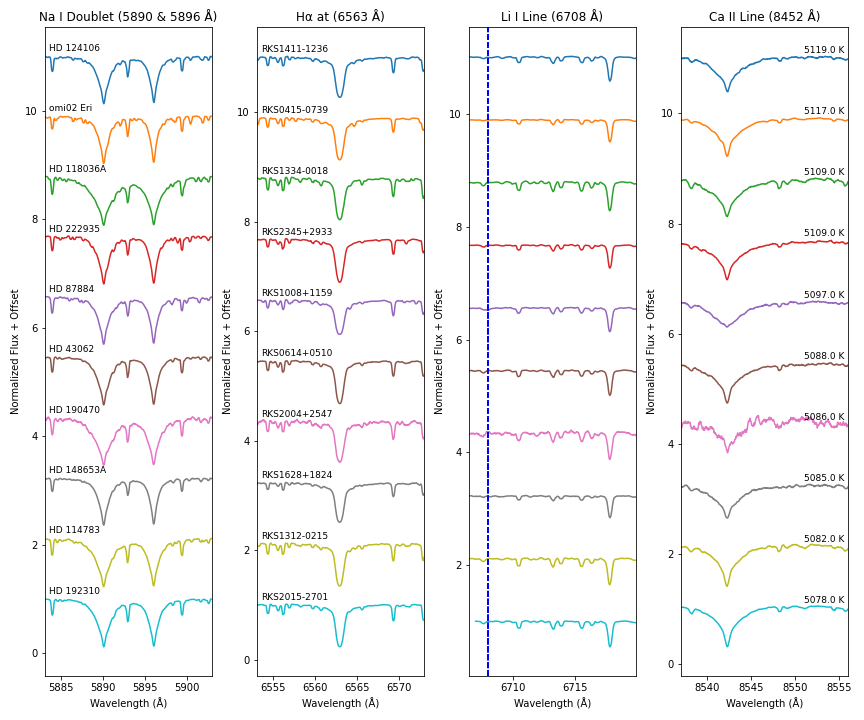 Na I Doublet (5890 & 5896 Å)
Hα at (6563 Å)
Li I Line (6708 Å)
Ca II Line (8452 Å)
HD 124106
omi02 Eri
HD 118036A
HD 222935
HD 87884
HD 43062
HD 190470
HD 148653A
HD 114783
HD 192310
10
8
6
4
2
0
5885
5890
5895
5900
Normalized Flux + Offset
Wavelength (Å)
RKS1411-1236
RKS0415-0739
RKS1334-0018
RKS2345+2933
RKS1008+1159
RKS0614+0510
RKS2004+2547
RKS1628+1824
RKS1312-0215
RKS2015-2701
10
8
6
4
2
0
6555
6560
6565
6570
Normalized Flux + Offset
Wavelength (Å)
10
8
6
4
2
6710
6715
Normalized Flux + Offset
Wavelength (Å)
5119.0 K
5117.0 K
5109.0 K
5109.0 K
5097.0 K
5088.0 K
5086.0 K
5085.0 K
5082.0 K
5078.0 K
10
8
6
4
2
0
8540
8545
8550
8555
Normalized Flux + Offset
Wavelength (Å)